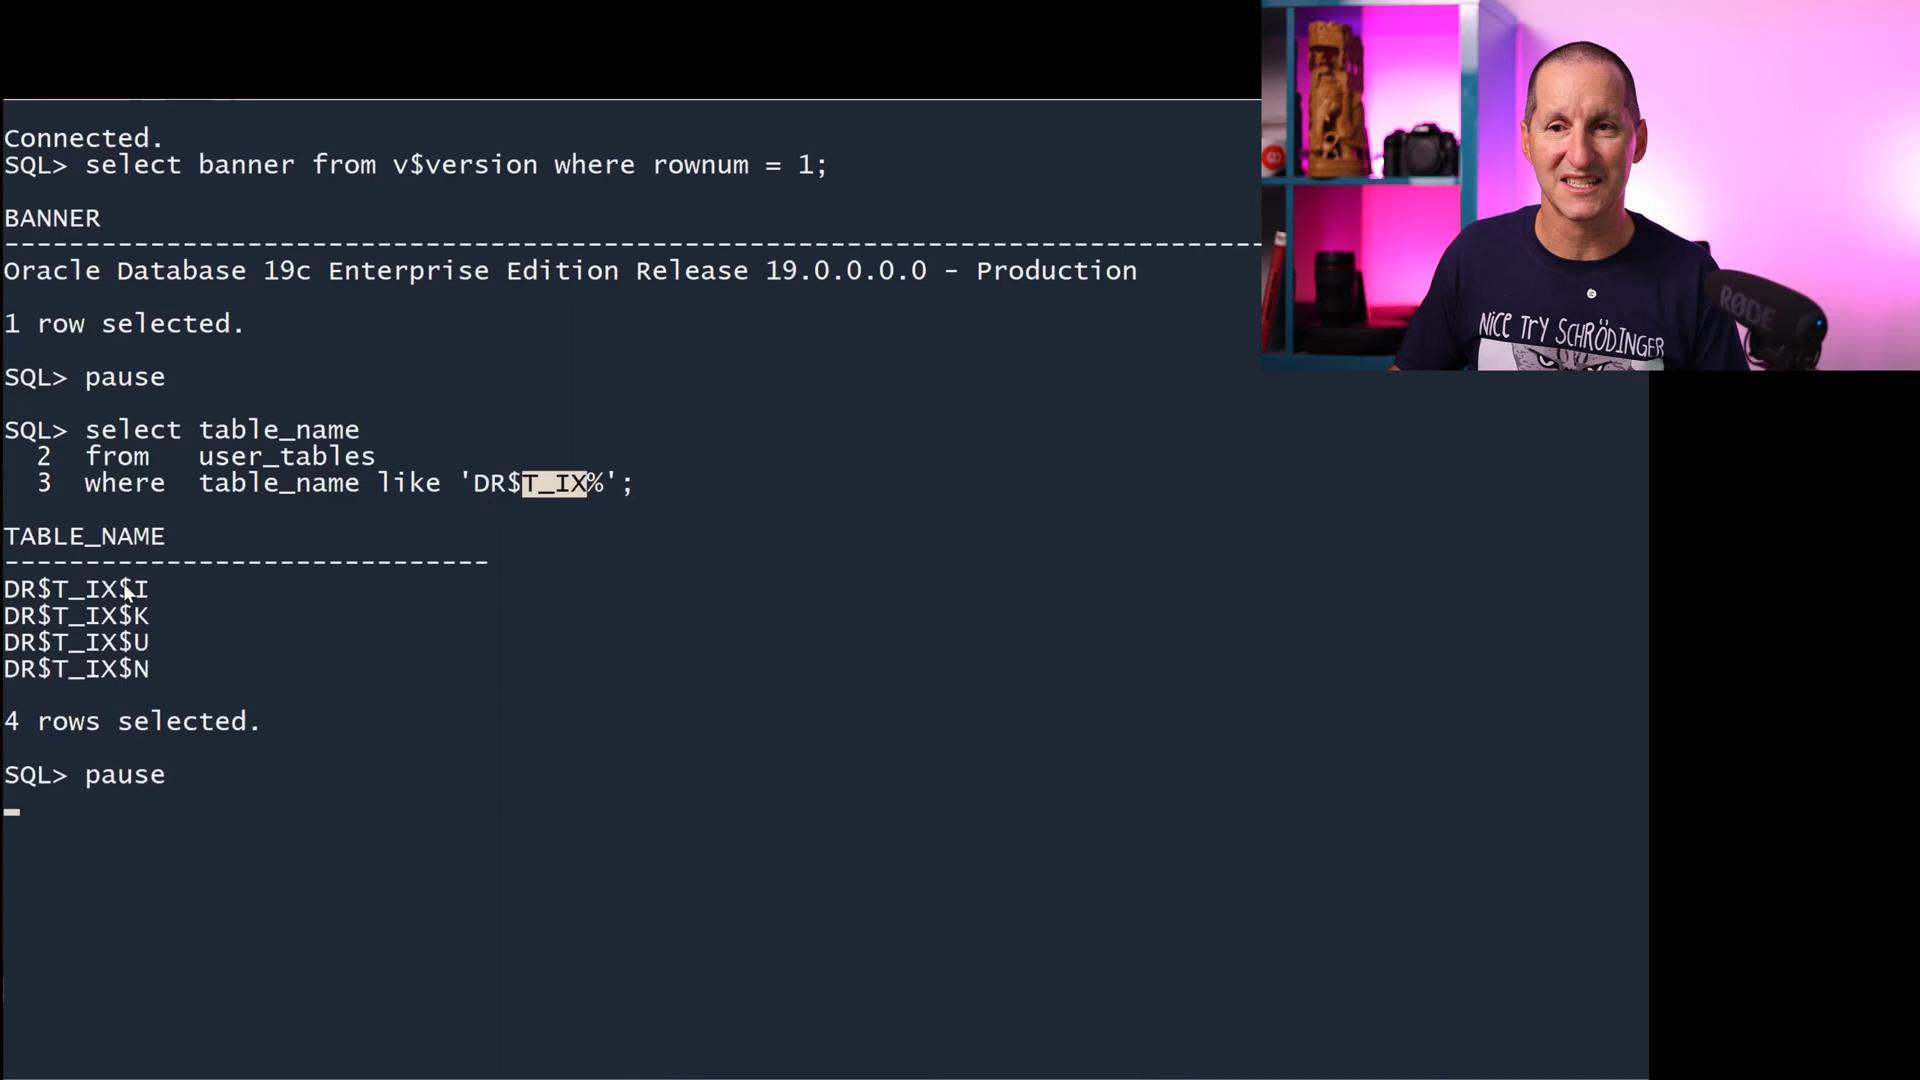 Connected.
SQL> select banner from v$version where rownum = 1;
BANNER
--------------------------------------------------------------------------------
Oracle Database 19c Enterprise Edition Release 19.0.0.0.0 - Production
1 row selected.
SQL> pause
SQL> select table_name
2 from user_tables
3 where table_name like 'DR$T_IX%';
TABLE_NAME
------------------------------
DR$T_IX$I
DR$T_IX$K
DR$T_IX$U
DR$T_IX$N
4 rows selected.
SQL> pause
RØDE
NICE TRY SCHRÖDINGER